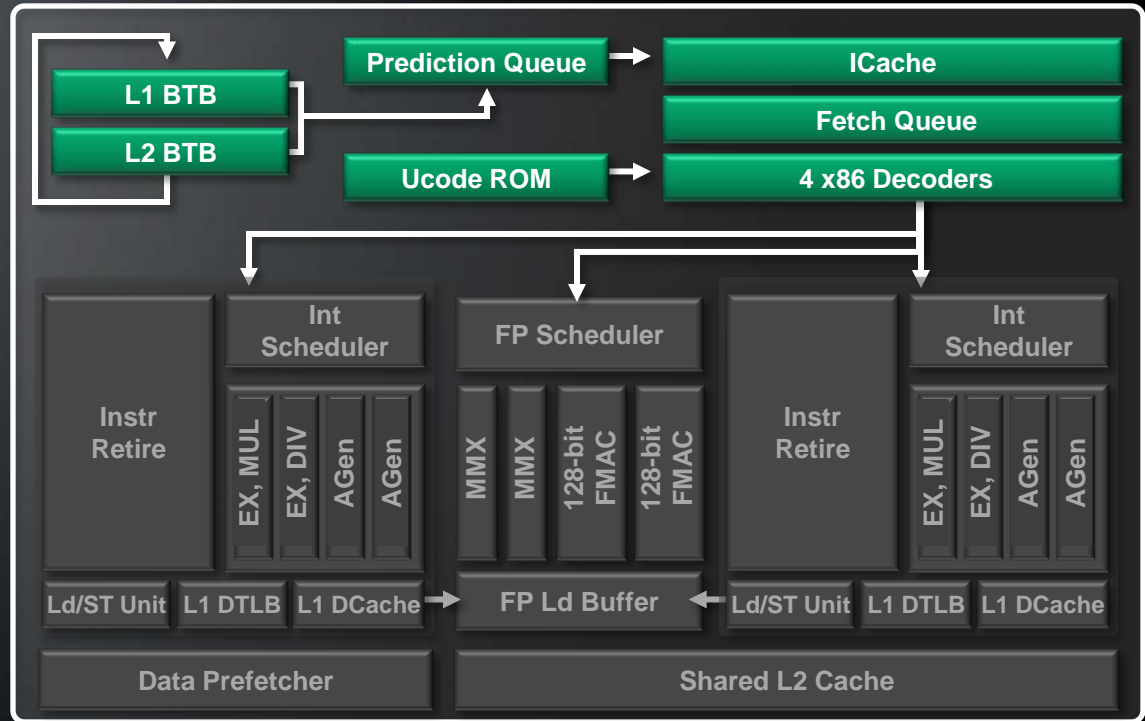 Prediction Queue
ICache
L1 BTB
Fetch Queue
L2 BTB
Ucode ROM
4 x86 Decoders
Instr
Retire
Int
Scheduler
EX, MUL
EX, DIV
AGen
AGen
FP Scheduler
MMX
MMX
128-bit
FMAC
128-bit
FMAC
Instr
Retire
Int
Scheduler
EX, MUL
EX, DIV
AGen
AGen
Ld/ST Unit
L1 DTLB
L1 DCache
FP Ld Buffer
Ld/ST Unit
L1 DTLB
L1 DCache
Data Prefetcher
Shared L2 Cache